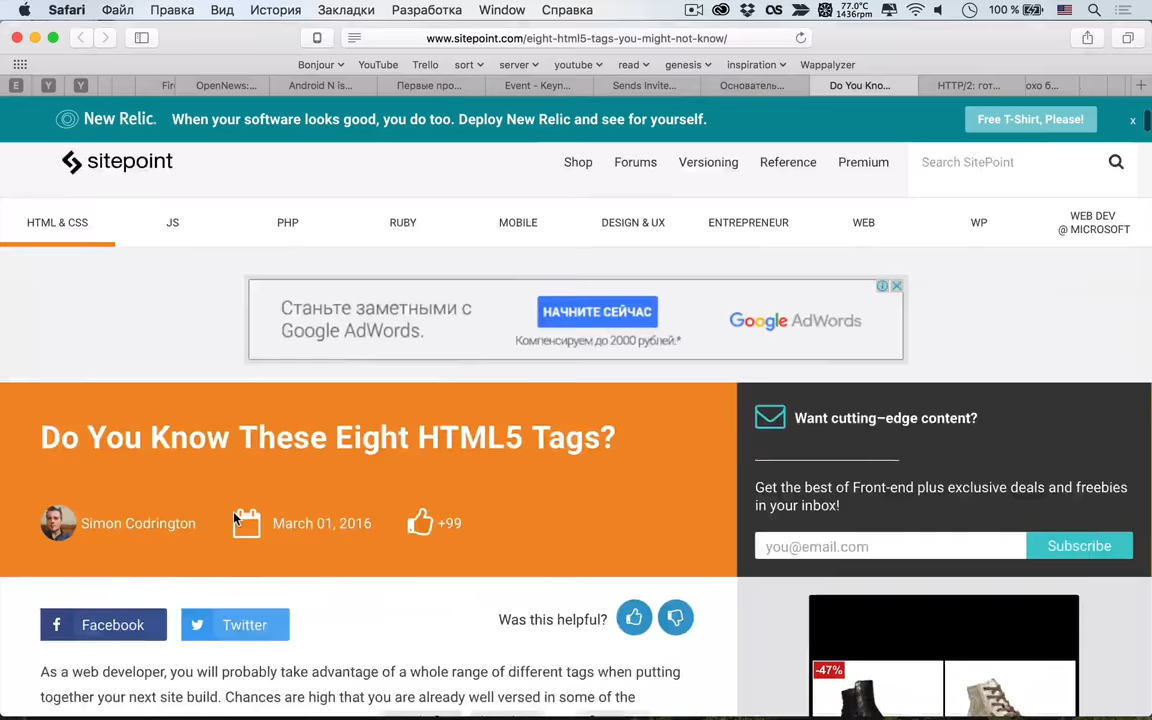 Safari Файл Правка Вид История Закладки Разработка Window Справка
77.0°C
1436rpm
100 %
www.sitepoint.com/eight-html5-tags-you-might-not-know/
Bonjour YouTube Trello sort server youtube read genesis inspiration Wappalyzer
E Y Y Fir OpenNews:... Android N is... Первые про... Event - Keyn... Sends Invite... Основатель... Do You Kno... HTTP/2: гот... охо б...
New Relic. When your software looks good, you do too. Deploy New Relic and see for yourself. Free T-Shirt, Please! x
sitepoint Shop Forums Versioning Reference Premium Search SitePoint
HTML & CSS JS PHP RUBY MOBILE DESIGN & UX ENTREPRENEUR WEB WP WEB DEV
@ MICROSOFT
Станьте заметными с
Google AdWords.
НАЧНИТЕ СЕЙЧАС
Компенсируем до 2000 рублей.*
Google AdWords
Do You Know These Eight HTML5 Tags?
Simon Codrington March 01, 2016 +99
Want cutting–edge content?
Get the best of Front-end plus exclusive deals and freebies
in your inbox!
you@email.com Subscribe
Facebook Twitter Was this helpful?
-47%
As a web developer, you will probably take advantage of a whole range of different tags when putting
together your next site build. Chances are high that you are already well versed in some of the